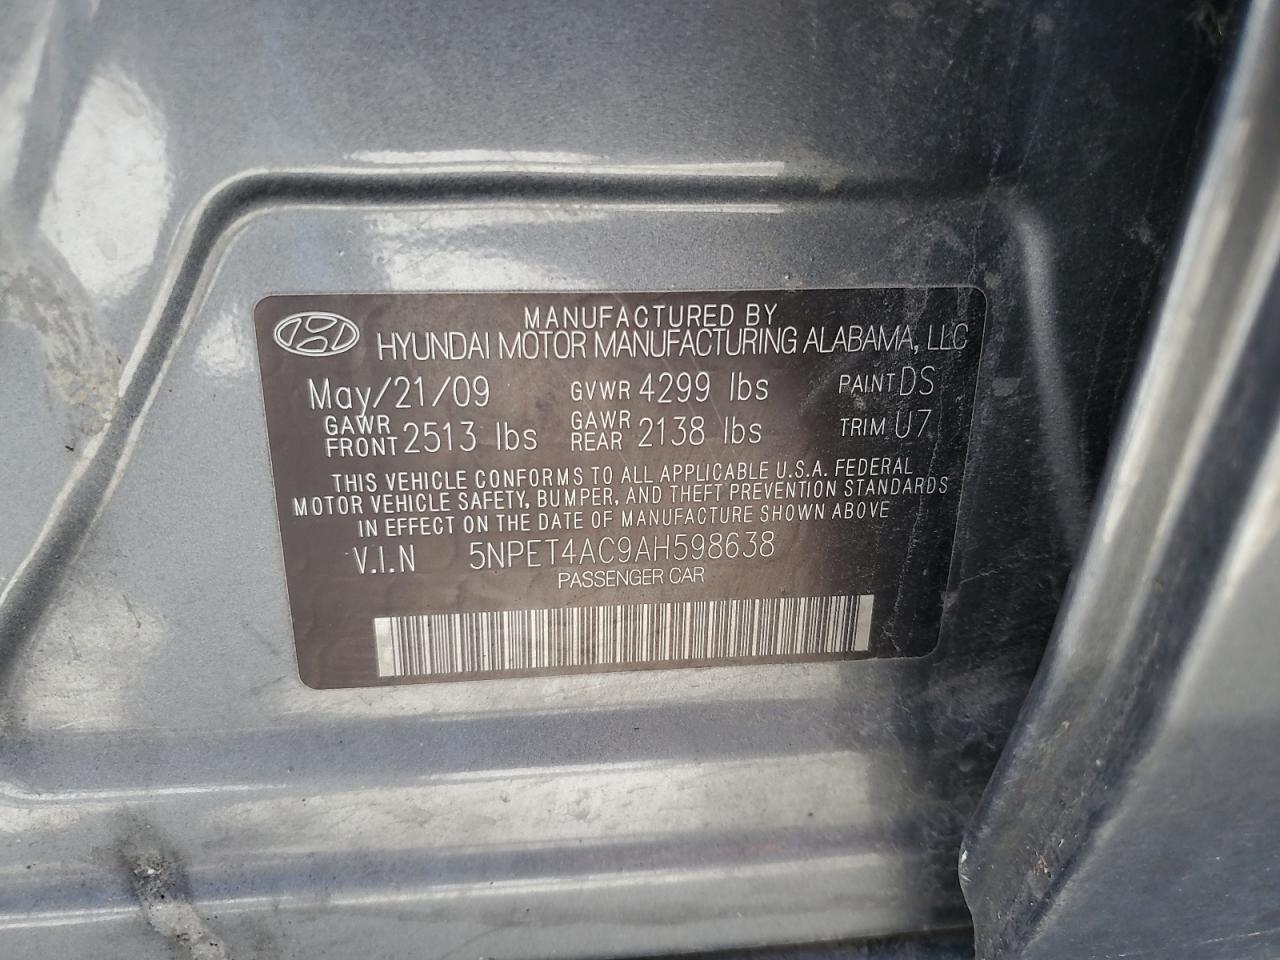 MANUFACTURED BY
HYUNDAI MOTOR MANUFACTURING ALABAMA, LLC
May/21/09 GVWR 4299 lbs PAINT DS
GAWR FRONT 2513 lbs GAWR REAR 2138 lbs TRIM U7
THIS VEHICLE CONFORMS TO ALL APPLICABLE U.S.A. FEDERAL
MOTOR VEHICLE SAFETY, BUMPER, AND THEFT PREVENTION STANDARDS
IN EFFECT ON THE DATE OF MANUFACTURE SHOWN ABOVE
V.I.N 5NPET4AC9AH598638
PASSENGER CAR